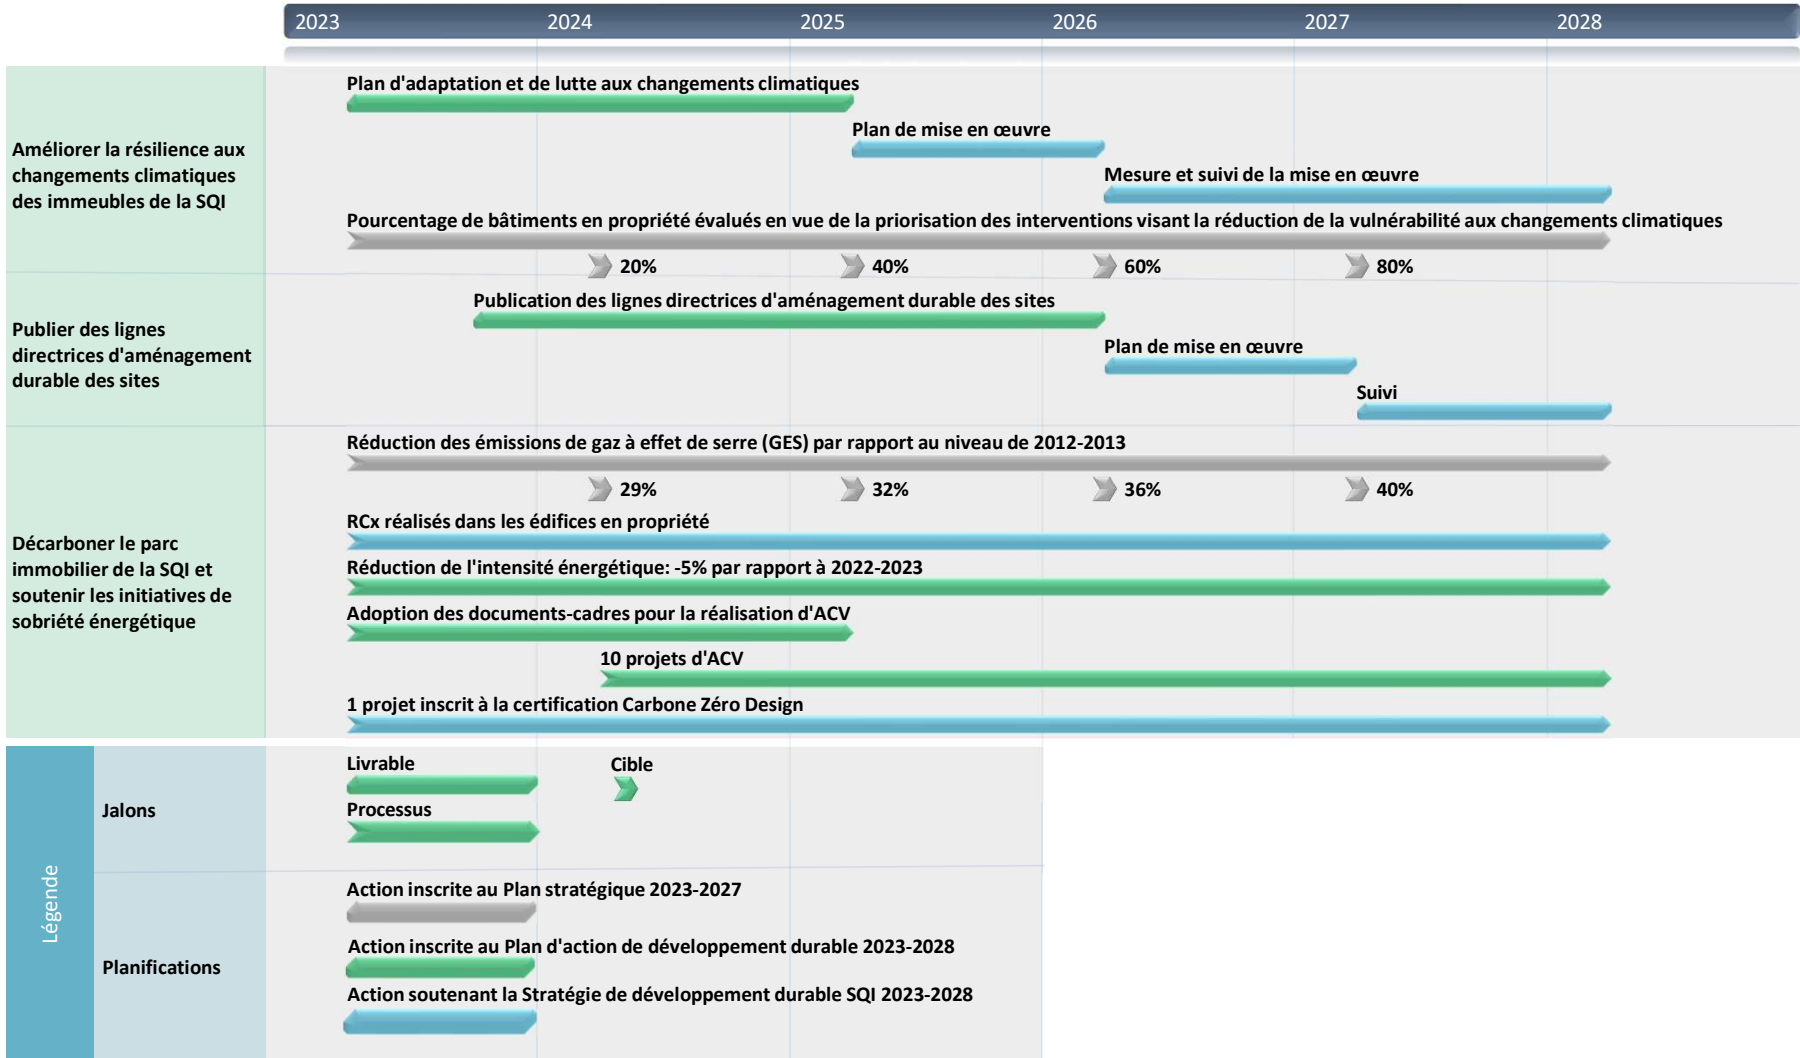 2023 2024 2025 2026 2027 2028
Améliorer la résilience aux
changements climatiques
des immeubles de la SQI
Plan d'adaptation et de lutte aux changements climatiques
Plan de mise en œuvre
Mesure et suivi de la mise en œuvre
Pourcentage de bâtiments en propriété évalués en vue de la priorisation des interventions visant la réduction de la vulnérabilité aux changements climatiques
20% 40% 60% 80%
Publier des lignes
directrices d'aménagement
durable des sites
Publication des lignes directrices d'aménagement durable des sites
Plan de mise en œuvre
Suivi
Décarboner le parc
immobilier de la SQI et
soutenir les initiatives de
sobriété énergétique
Réduction des émissions de gaz à effet de serre (GES) par rapport au niveau de 2012-2013
29% 32% 36% 40%
RCx réalisés dans les édifices en propriété
Réduction de l'intensité énergétique: -5% par rapport à 2022-2023
Adoption des documents-cadres pour la réalisation d'ACV
10 projets d'ACV
1 projet inscrit à la certification Carbone Zéro Design
Légende
Jalons
Livrable
Cible
Processus
Planifications
Action inscrite au Plan stratégique 2023-2027
Action inscrite au Plan d'action de développement durable 2023-2028
Action soutenant la Stratégie de développement durable SQI 2023-2028